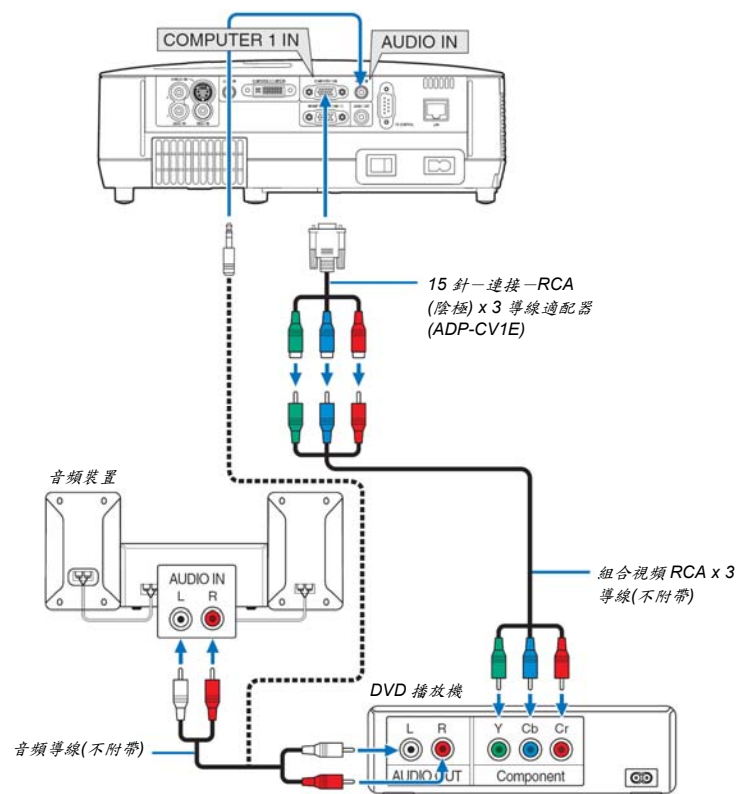 COMPUTER 1 IN
AUDIO IN
15 針－連接－RCA
(陰極) x 3 導線適配器
(ADP-CV1E)
音頻裝置
AUDIO IN
L R
組合視頻 RCA x 3
導線(不附帶)
DVD 播放機
音頻導線(不附帶)
L R
AUDIO OUT
Y Cb Cr
Component